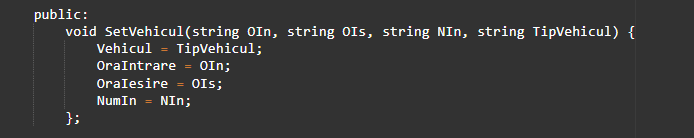 public:
void SetVehicul(string OIn, string OIs, string NIn, string TipVehicul) {
Vehicul = TipVehicul;
OraIntrare = OIn;
OraIesire = OIs;
NumIn = NIn;
};